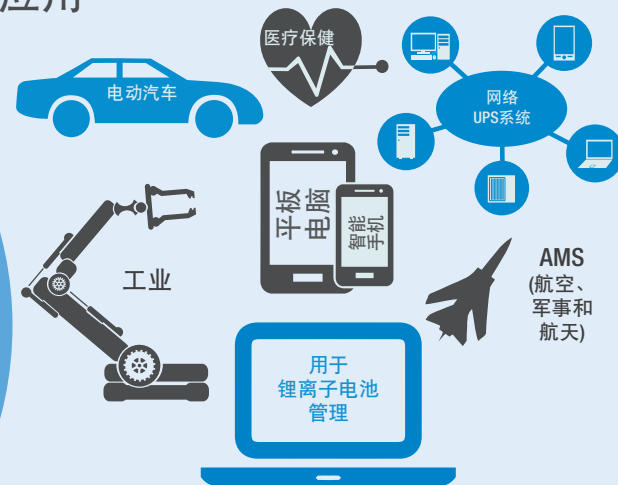 应用
医疗保健
电动汽车
网络
UPS系统
平板
电脑
智能
手机
工业
AMS
(航空、
军事和
航天)
用于
锂离子电池
管理